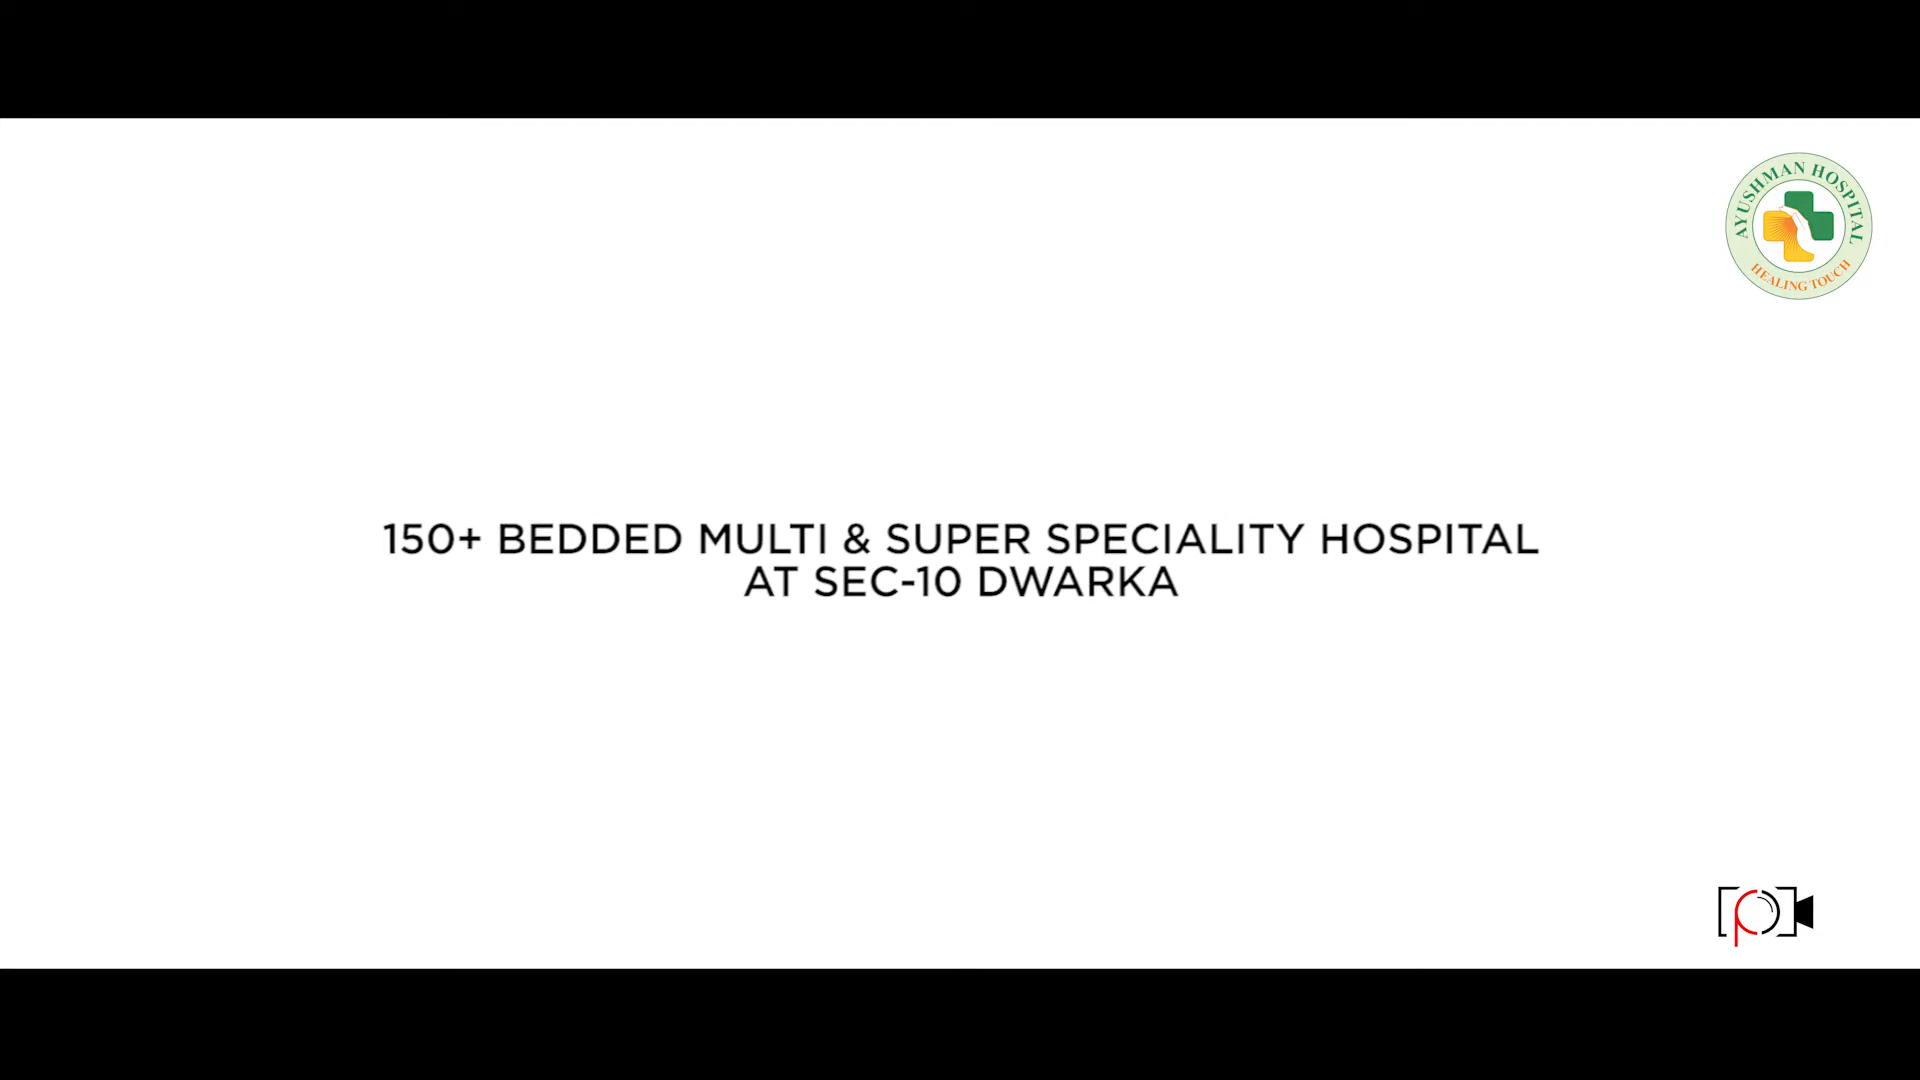 AYUSHMAN HOSPITAL
HEALING TOUCH
150+ BEDDED MULTI & SUPER SPECIALITY HOSPITAL
AT SEC-10 DWARKA